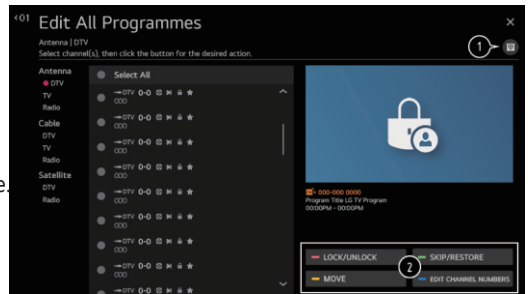 ‹01 Edit All Programmes
Antenna | DTV
Select channel(s), then click the button for the desired action.
1
Antenna
DTV
TV
Radio
Cable
DTV
TV
Radio
Satellite
DTV
Radio
e.
Select All
DTV 0-0
000
DTV 0-0
000
DTV 0-0
000
DTV 0-0
000
DTV 0-0
000
DTV 0-0
000
DTV 0-0
000
DTV 0-0
000
DTV 0-0
000-000 0000
Program Title LG TV Program
00:00PM - 00:00PM
LOCK/UNLOCK
SKIP/RESTORE
2
MOVE
EDIT CHANNEL NUMBERS